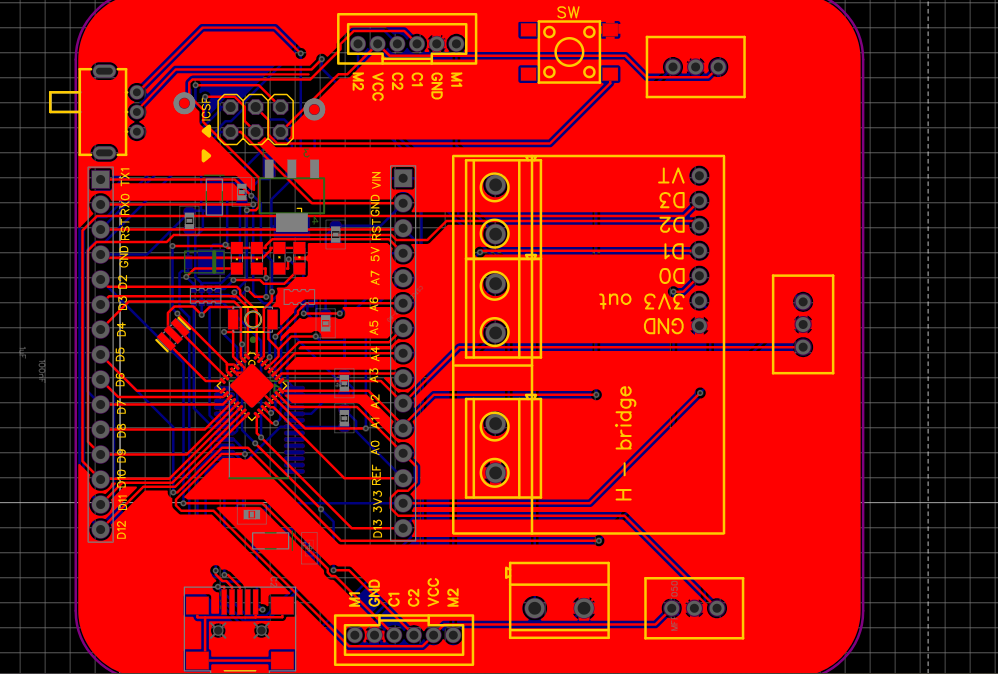 SW
M2
VCC
C2
C1
GND
M1
ICSP
TX1
RX0
RST
GND
D2
D3
D4
D5
D6
D7
D8
D9
D10
D11
D12
VIN
GND
RST
5V
A7
A6
A5
A4
A3
A2
A1
A0
REF
3V3
D13
VT
D3
D2
D1
D0
3V3 out
GND
H - bridge
M1
GND
C1
C2
VCC
M2